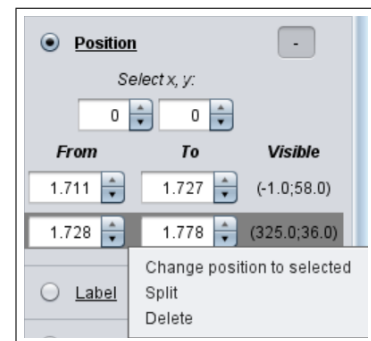 Position -
Select x, y:
0 0
From To Visible
1.711 1.727 (-1.0;58.0)
1.728 1.778 (325.0;36.0)
Change position to selected
Label Split
Delete